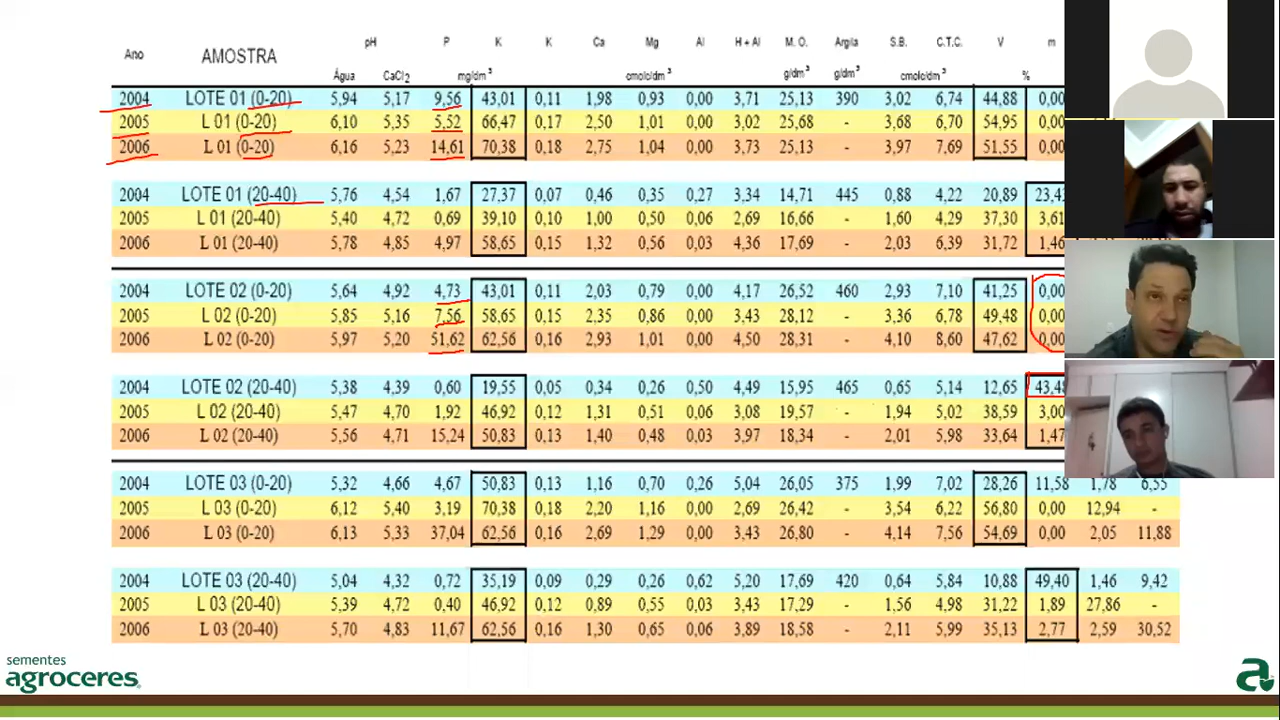 Ano AMOSTRA pH P K K Ca Mg Al H + Al M. O. Argila S.B. C.T.C. V m
Água CaCl2 mg/dm³ cmolc/dm³ g/dm³ g/dm³ cmolc/dm³ %
2004 LOTE 01 (0-20) 5,94 5,17 9,56 43,01 0,11 1,98 0,93 0,00 3,71 25,13 390 3,02 6,74 44,88 0,00
2005 L 01 (0-20) 6,10 5,35 5,52 66,47 0,17 2,50 1,01 0,00 3,02 25,68 - 3,68 6,70 54,95 0,00
2006 L 01 (0-20) 6,16 5,23 14,61 70,38 0,18 2,75 1,04 0,00 3,73 25,13 - 3,97 7,69 51,55 0,00
2004 LOTE 01 (20-40) 5,76 4,54 1,67 27,37 0,07 0,46 0,35 0,27 3,34 14,71 445 0,88 4,22 20,89
2005 L 01 (20-40) 5,40 4,72 0,69 39,10 0,10 1,00 0,50 0,06 2,69 16,66 - 1,60 4,29 37,30 3,61
2006 L 01 (20-40) 5,78 4,85 4,97 58,65 0,15 1,32 0,56 0,03 4,36 17,69 - 2,03 6,39 31,72 1,46
2004 LOTE 02 (0-20) 5,64 4,92 4,73 43,01 0,11 2,03 0,79 0,00 4,17 26,52 460 2,93 7,10 41,25 0,00
2005 L 02 (0-20) 5,85 5,16 7,56 58,65 0,15 2,35 0,86 0,00 3,43 28,12 - 3,36 6,78 49,48 0,00
2006 L 02 (0-20) 5,97 5,20 51,62 62,56 0,16 2,93 1,01 0,00 4,50 28,31 - 4,10 8,60 47,62 0,00
2004 LOTE 02 (20-40) 5,38 4,39 0,60 19,55 0,05 0,34 0,26 0,50 4,49 15,95 465 0,65 5,14 12,65 43,48
2005 L 02 (20-40) 5,47 4,70 1,92 46,92 0,12 1,31 0,51 0,06 3,08 19,57 - 1,94 5,02 38,59 3,00
2006 L 02 (20-40) 5,56 4,71 15,24 50,83 0,13 1,40 0,48 0,03 3,97 18,34 - 2,01 5,98 33,64 1,47
2004 LOTE 03 (0-20) 5,32 4,66 4,67 50,83 0,13 1,16 0,70 0,26 5,04 26,05 375 1,99 7,02 28,26 11,58 1,78 6,55
2005 L 03 (0-20) 6,12 5,40 3,19 70,38 0,18 2,20 1,16 0,00 2,69 26,42 - 3,54 6,22 56,80 0,00 12,94 -
2006 L 03 (0-20) 6,13 5,33 37,04 62,56 0,16 2,69 1,29 0,00 3,43 26,80 - 4,14 7,56 54,69 0,00 2,05 11,88
2004 LOTE 03 (20-40) 5,04 4,32 0,72 35,19 0,09 0,29 0,26 0,62 5,20 17,69 420 0,64 5,84 10,88 49,40 1,46 9,42
2005 L 03 (20-40) 5,39 4,72 0,40 46,92 0,12 0,89 0,55 0,03 3,43 17,29 - 1,56 4,98 31,22 1,89 27,86 -
2006 L 03 (20-40) 5,70 4,83 11,67 62,56 0,16 1,30 0,65 0,06 3,89 18,58 - 2,11 5,99 35,13 2,77 2,59 30,52
sementes
agroceres